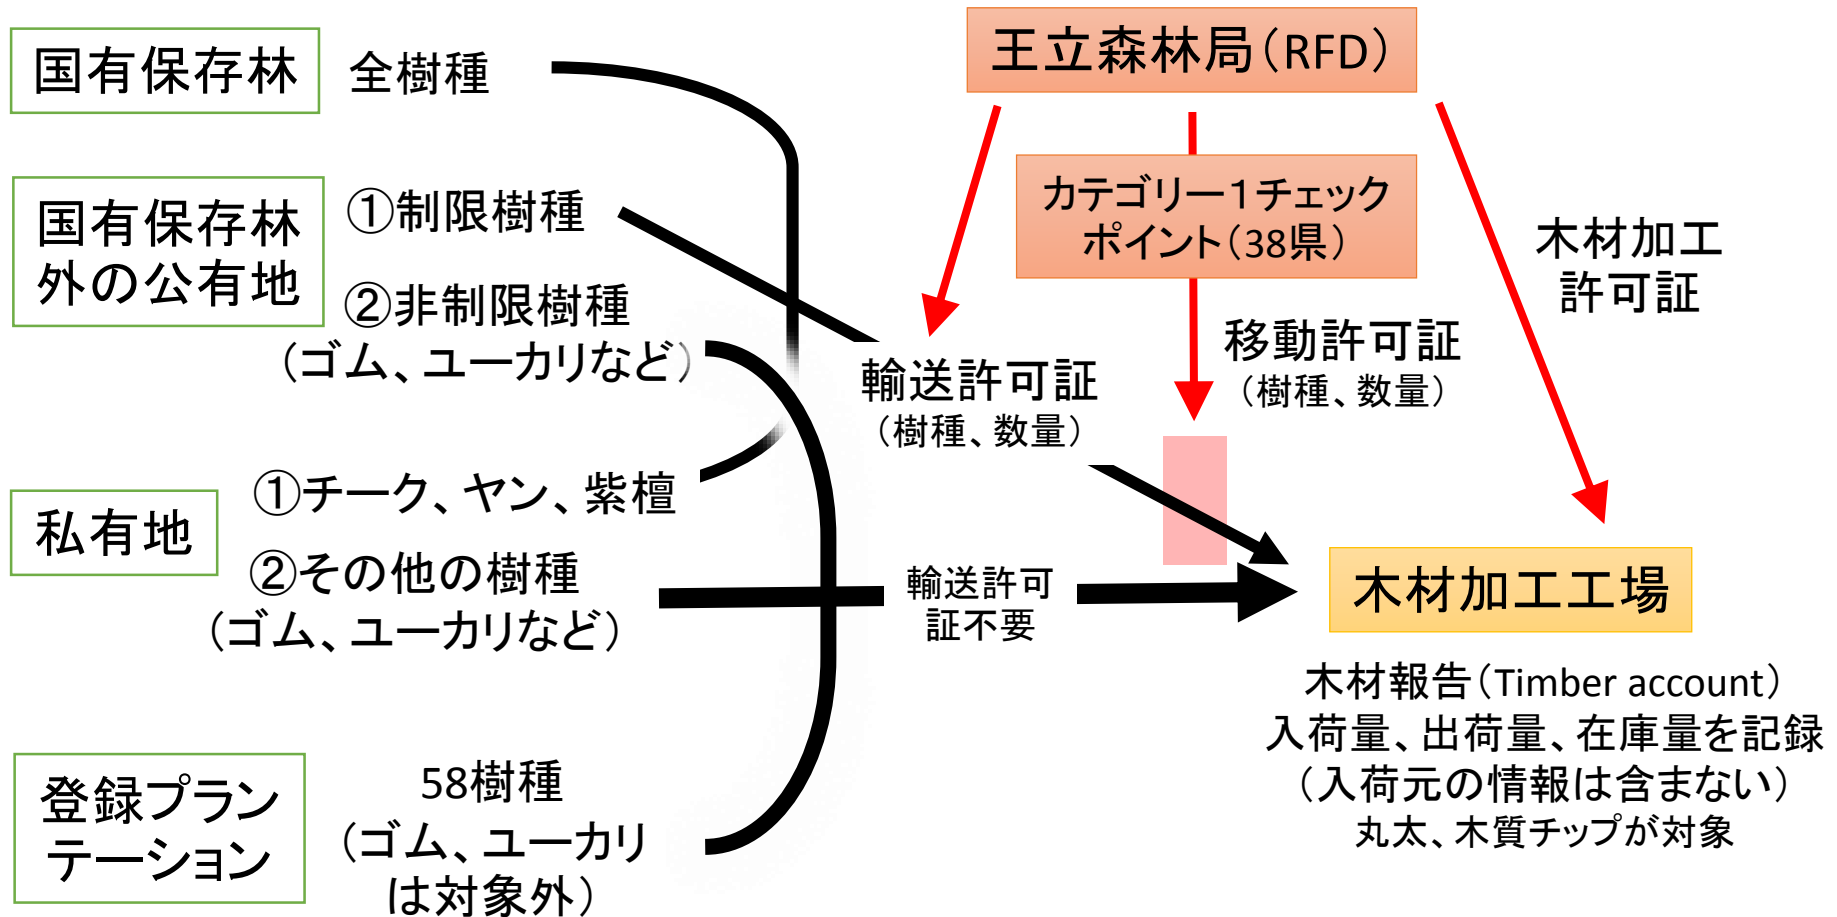 国有保存林
全樹種
国有保存林
外の公有地
①制限樹種
②非制限樹種
（ゴム、ユーカリなど）
私有地
①チーク、ヤン、紫檀
②その他の樹種
（ゴム、ユーカリなど）
登録プラン
テーション
58樹種
（ゴム、ユーカリ
は対象外）
王立森林局（RFD）
カテゴリー１チェック
ポイント（38県）
輸送許可証
（樹種、数量）
移動許可証
（樹種、数量）
木材加工
許可証
輸送許可
証不要
木材加工工場
木材報告（Timber account）
入荷量、出荷量、在庫量を記録
（入荷元の情報は含まない）
丸太、木質チップが対象